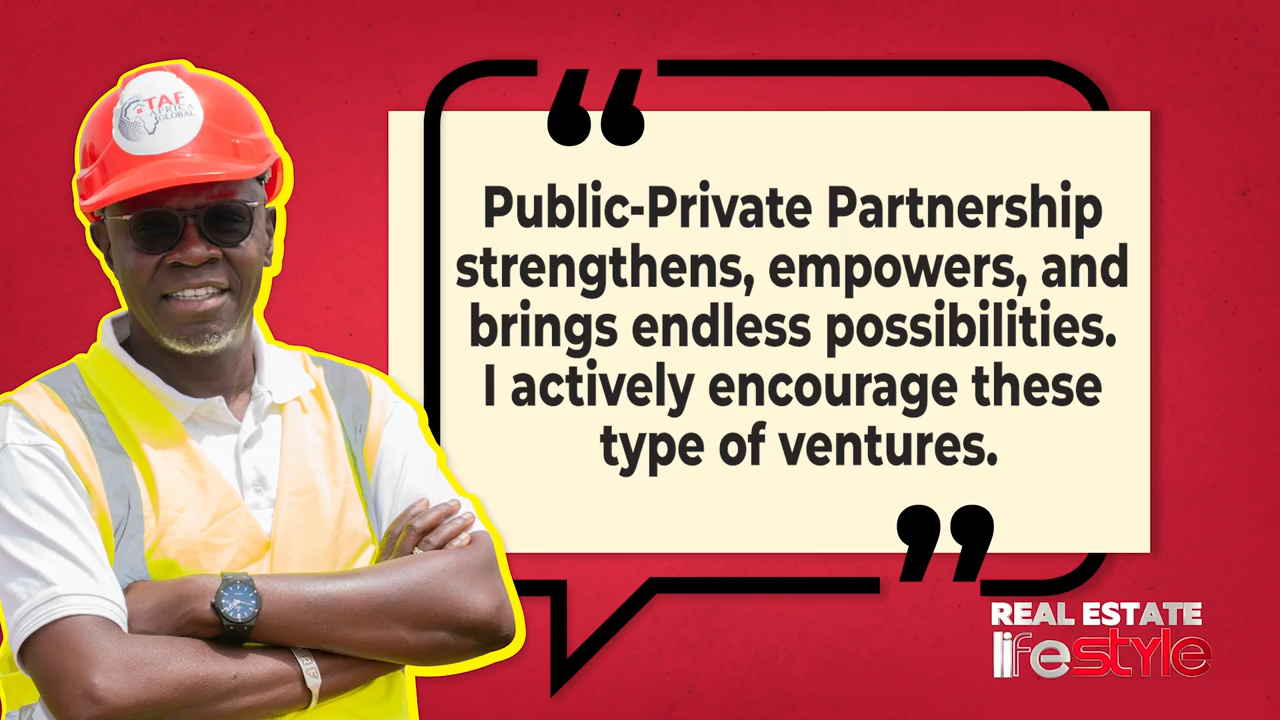 TAF
AFRICA
GLOBAL
Public-Private Partnership
strengthens, empowers, and
brings endless possibilities.
I actively encourage these
type of ventures.
REAL ESTATE
lifestyle